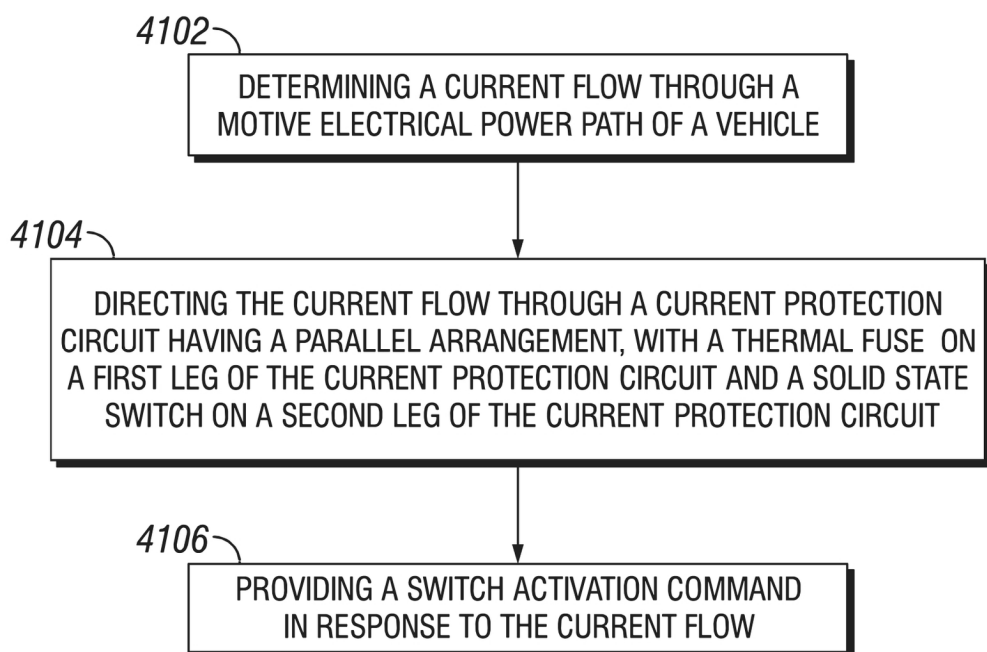 4102
DETERMINING A CURRENT FLOW THROUGH A
MOTIVE ELECTRICAL POWER PATH OF A VEHICLE
4104
DIRECTING THE CURRENT FLOW THROUGH A CURRENT PROTECTION
CIRCUIT HAVING A PARALLEL ARRANGEMENT, WITH A THERMAL FUSE ON
A FIRST LEG OF THE CURRENT PROTECTION CIRCUIT AND A SOLID STATE
SWITCH ON A SECOND LEG OF THE CURRENT PROTECTION CIRCUIT
4106
PROVIDING A SWITCH ACTIVATION COMMAND
IN RESPONSE TO THE CURRENT FLOW